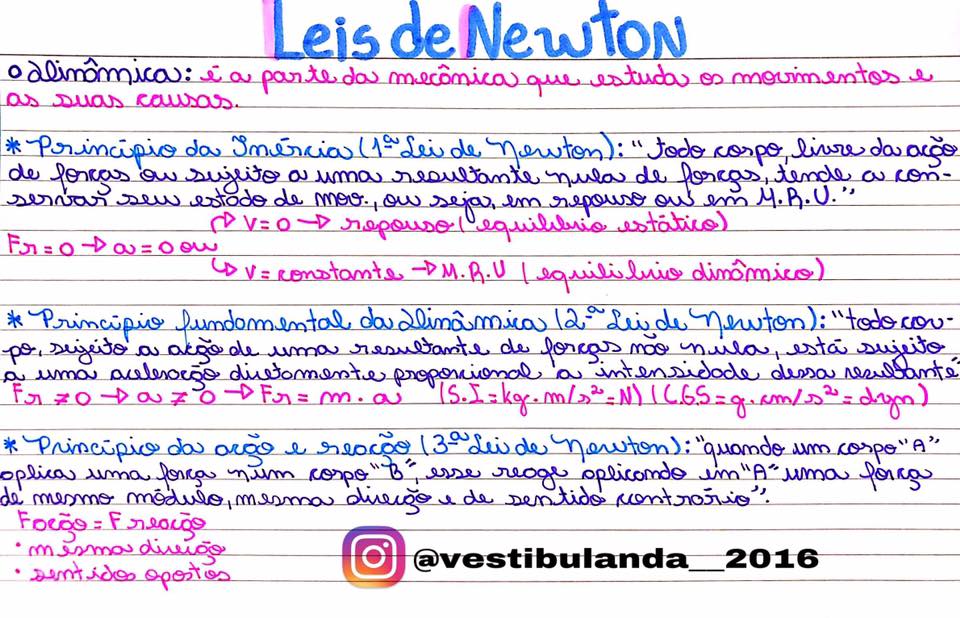 Leis de Newton
Dinâmica: é a parte da mecânica que estuda os movimentos e
as suas causas.
* Princípio da Inércia (1ª Lei de Newton): "todo corpo, livre da ação
de forças ou sujeito a uma resultante nula de forças, tende a con-
servar seu estado de mov., ou seja, em repouso ou em M.R.U."
↱ V=0 → repouso (equilíbrio estático)
Fr=0 → a=0 ou
↳ V=constante → M.R.U (equilíbrio dinâmico)
* Princípio fundamental da Dinâmica (2ª Lei de Newton): "todo cor-
po, sujeito a ação de uma resultante de forças não nula, está sujeito
a uma aceleração diretamente proporcional a intensidade dessa resultante"
Fr ≠ 0 → a ≠ 0 → Fr = m . a (S.I=kg.m/s²=N) (CGS=g.cm/s²=dyn)
* Princípio da ação e reação (3ª Lei de Newton): "quando um corpo "A"
aplica uma força num corpo "B", esse reage aplicando em "A" uma força
de mesmo módulo, mesma direção e de sentido contrário".
Fação = Freação
• mesma direção
• sentidos opostos
@vestibulanda__2016